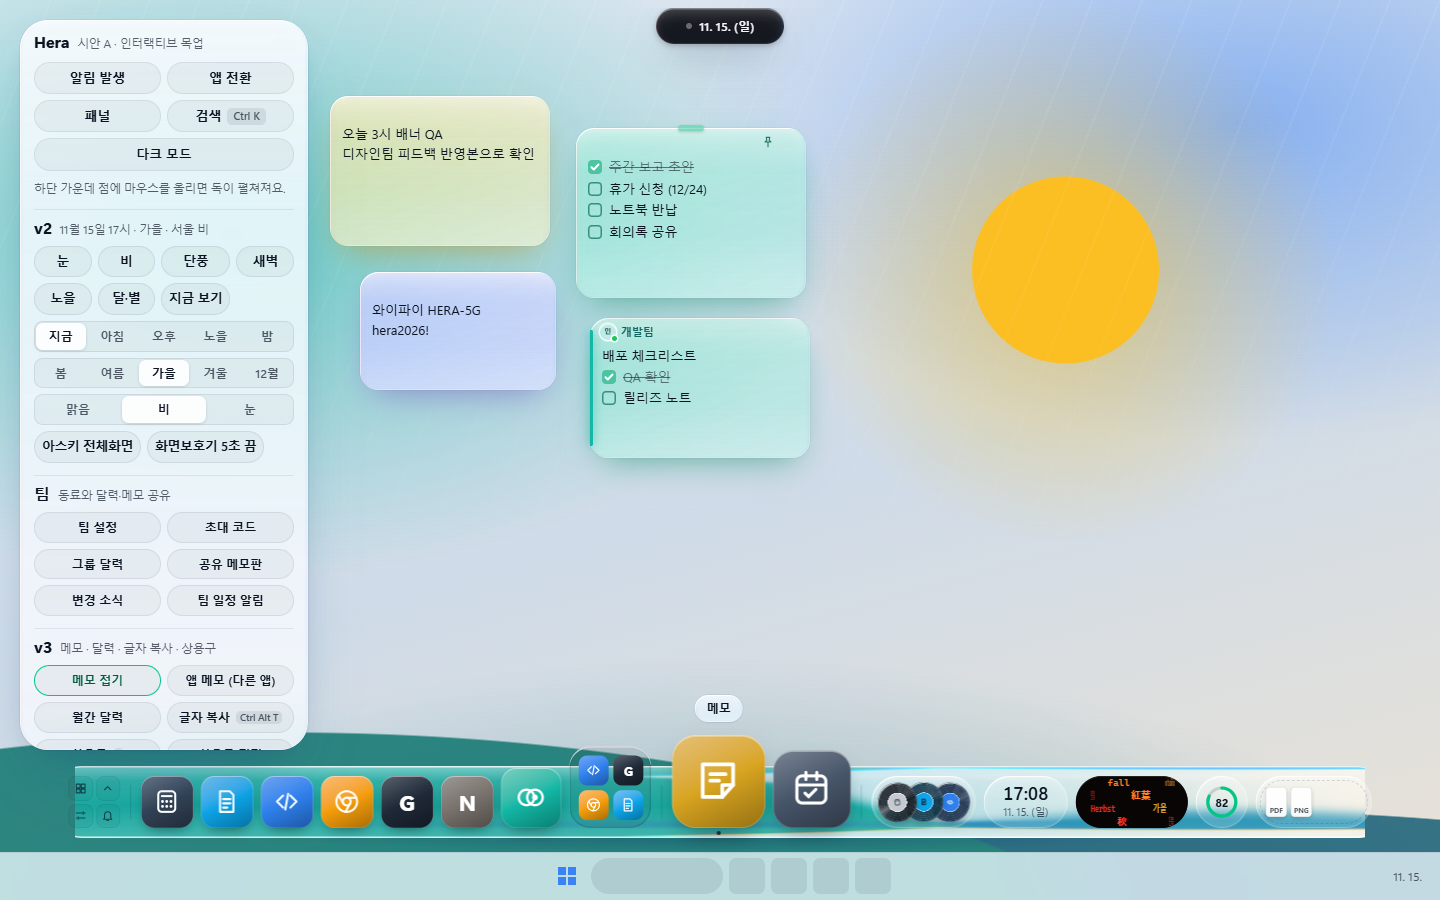 11. 15. (일)
Hera 시안 A · 인터랙티브 목업
알림 발생
앱 전환
패널
검색 Ctrl K
다크 모드
하단 가운데 점에 마우스를 올리면 독이 펼쳐져요.
v2 11월 15일 17시 · 가을 · 서울 비
눈
비
단풍
새벽
노을
달·별
지금 보기
지금 아침 오후 노을 밤
봄 여름 가을 겨울 12월
맑음 비 눈
아스키 전체화면
화면보호기 5초 끔
팀 동료와 달력·메모 공유
팀 설정
초대 코드
그룹 달력
공유 메모판
변경 소식
팀 일정 알림
v3 메모 · 달력 · 글자 복사 · 상용구
메모 접기
앱 메모 (다른 앱)
월간 달력
글자 복사 Ctrl Alt T
오늘 3시 배너 QA
디자인팀 피드백 반영본으로 확인
주간 보고 초안
휴가 신청 (12/24)
노트북 반납
회의록 공유
와이파이 HERA-5G
hera2026!
민 개발팀
배포 체크리스트
QA 확인
릴리즈 노트
메모
G
N
G
17:08
11. 15. (일)
fall
紅葉
Herbst
가을
秋
82
PDF
PNG
11. 15.